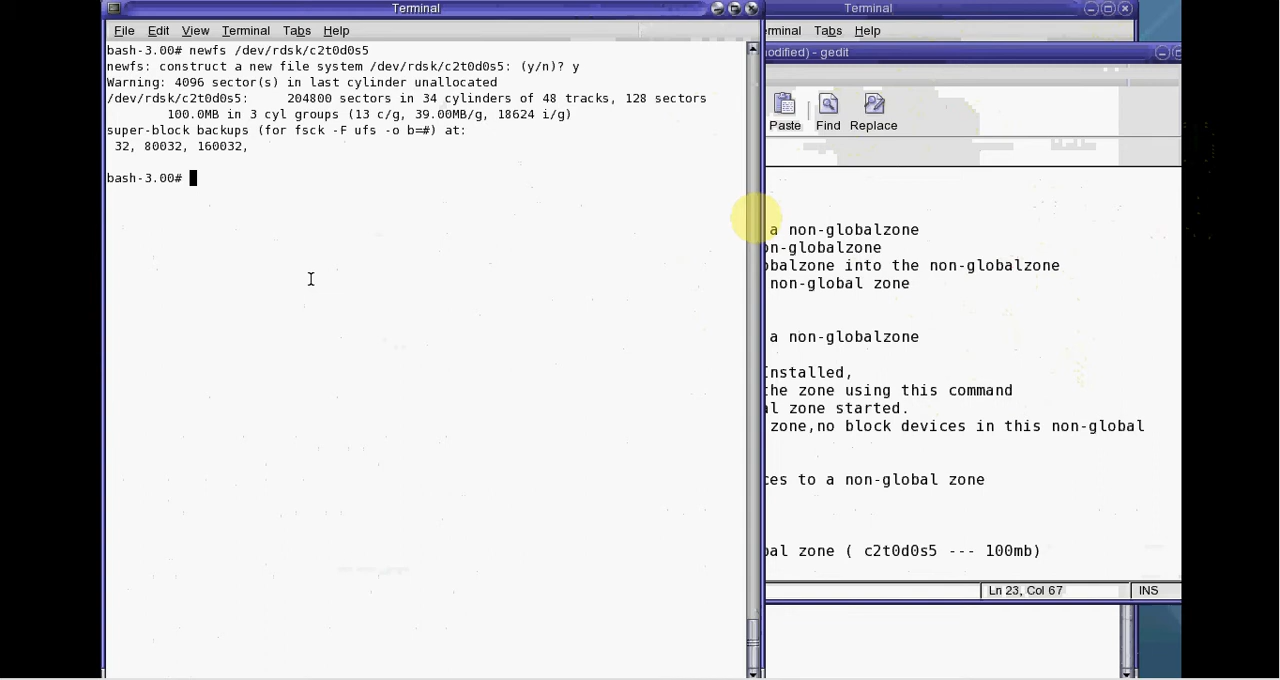 Terminal
File Edit View Terminal Tabs Help
bash-3.00# newfs /dev/rdsk/c2t0d0s5
newfs: construct a new file system /dev/rdsk/c2t0d0s5: (y/n)? y
Warning: 4096 sector(s) in last cylinder unallocated
/dev/rdsk/c2t0d0s5: 204800 sectors in 34 cylinders of 48 tracks, 128 sectors
100.0MB in 3 cyl groups (13 c/g, 39.00MB/g, 18624 i/g)
super-block backups (for fsck -F ufs -o b=#) at:
32, 80032, 160032,
bash-3.00#
Terminal
rminal Tabs Help
odified) - gedit
Paste Find Replace
a non-globalzone
on-globalzone
obalzone into the non-globalzone
non-global zone
a non-globalzone
installed,
the zone using this command
al zone started.
zone,no block devices in this non-global
ces to a non-global zone
bal zone ( c2t0d0s5 --- 100mb)
Ln 23, Col 67 INS